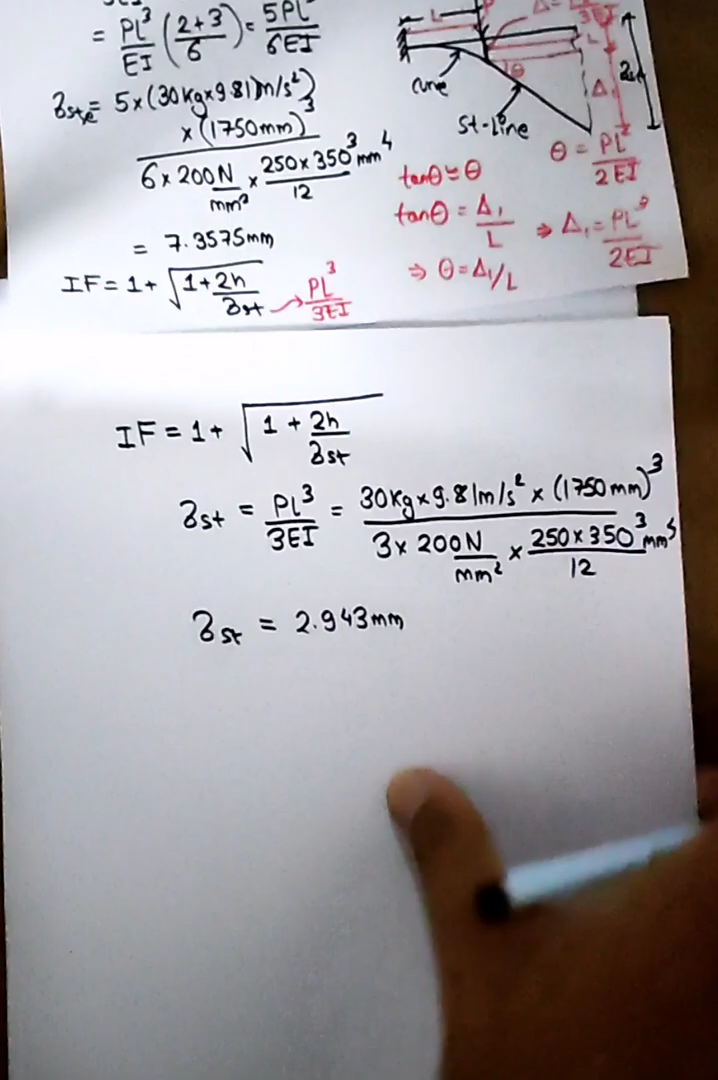 = PL³/EI (2+3/6) = 5PL/6EI
δst,e = 5×(30Kg×9.81)m/s²)
×(1750mm)³
6×200N/mm² × 250×350³/12 mm⁴
= 7.3575mm
IF = 1+ √1+2h/δst → PL³/3EI
L
P
L
θ
Δ1
curve
st-line
θ = PL²/2EI
tanθ ≈ θ
tanθ = Δ1/L ⇒ Δ1 = PL³/2EI
⇒ θ=Δ1/L
IF = 1+ √1+2h/δst
δst = PL³/3EI = 30Kg×9.81m/s² × (1750mm)³ / 3×200N/mm² × 250×350³/12 mm⁴
δst = 2.943mm